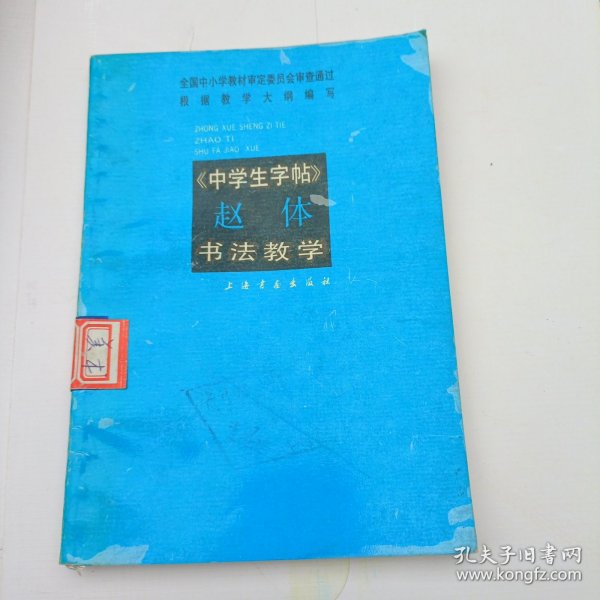 全国中小学教材审定委员会审查通过
根据教学大纲编写
ZHONG XUE SHENG ZI TIE
ZHAO TI
SHU FA JIAO XUE
《中学生字帖》
赵体
书法教学
上海书画出版社
孔夫子旧书网
www.kongfz.com